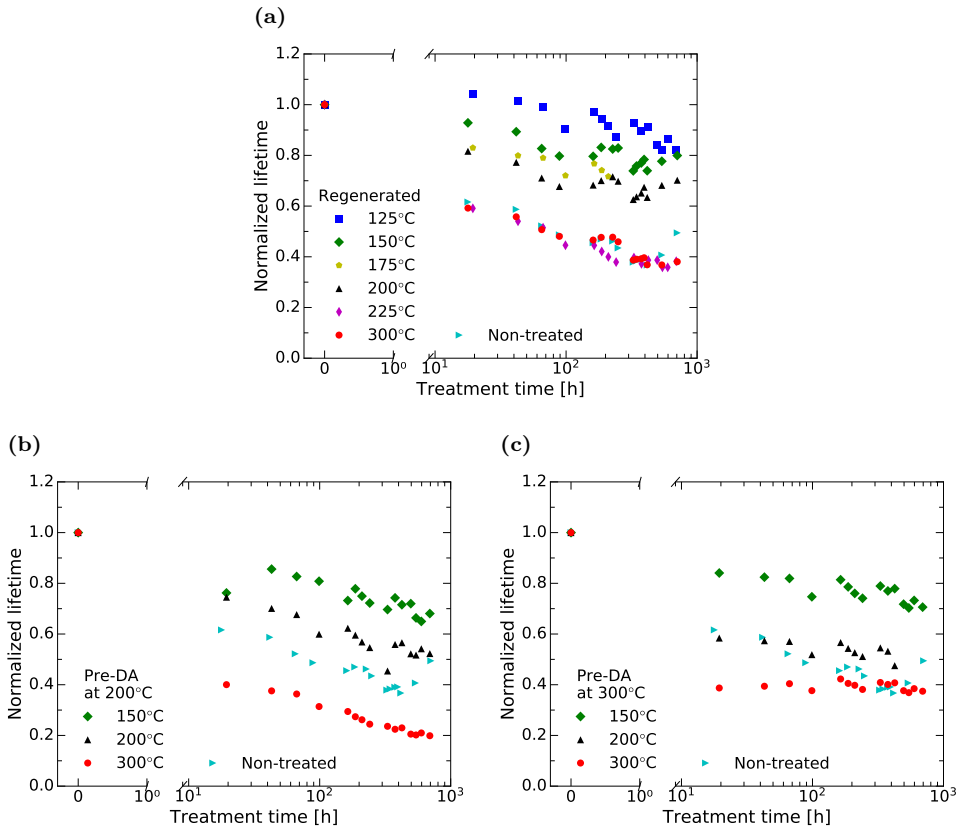 (a)
1.2
1.0
0.8
0.6
0.4
0.2
0.0
Normalized lifetime
Regenerated
125°C
150°C
175°C
200°C
225°C
300°C
Non-treated
0 10⁰ 10¹ 10² 10³
Treatment time [h]
(b)
1.2
1.0
0.8
0.6
0.4
0.2
0.0
Normalized lifetime
Pre-DA
at 200°C
150°C
200°C
300°C
Non-treated
0 10⁰ 10¹ 10² 10³
Treatment time [h]
(c)
1.2
1.0
0.8
0.6
0.4
0.2
0.0
Normalized lifetime
Pre-DA
at 300°C
150°C
200°C
300°C
Non-treated
0 10⁰ 10¹ 10² 10³
Treatment time [h]